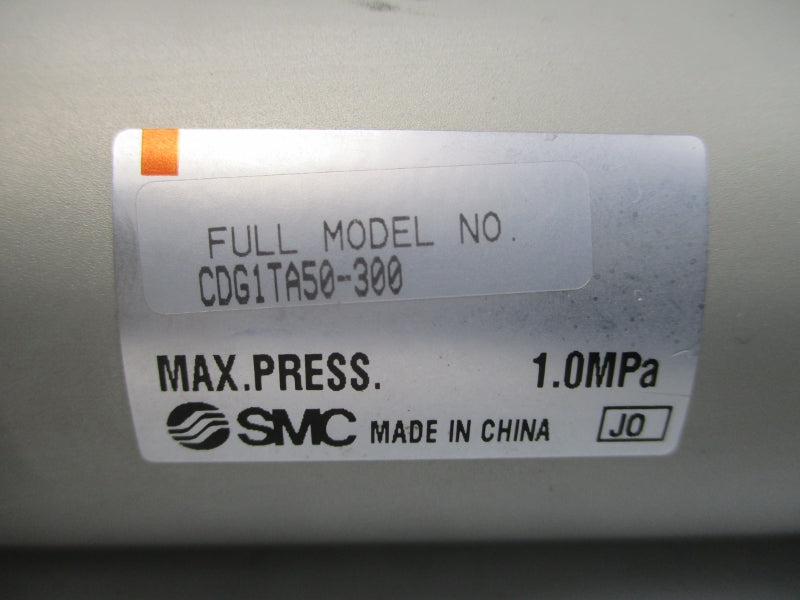 FULL MODEL NO.
CDG1TA50-300
MAX.PRESS. 1.0MPa
SMC MADE IN CHINA JO